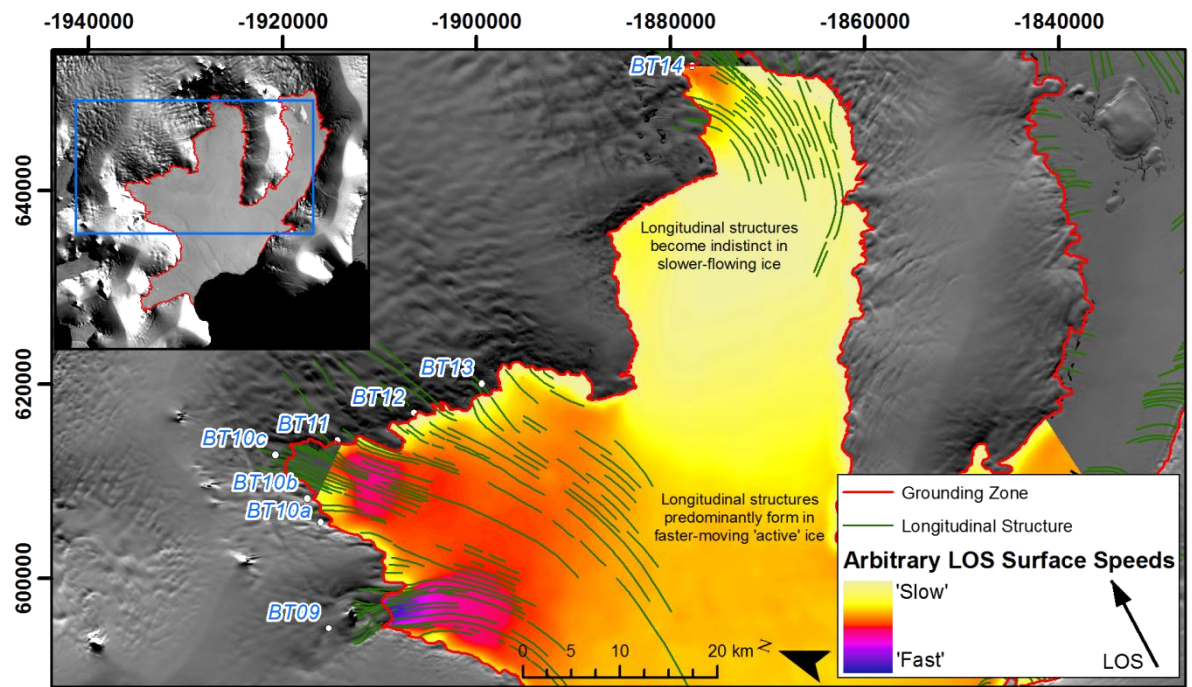 -1940000
-1920000
-1900000
-1880000
-1860000
-1840000
640000
620000
600000
BT14
Longitudinal structures
become indistinct in
slower-flowing ice
BT13
BT12
BT11
BT10c
BT10b
BT10a
BT09
Longitudinal structures
predominantly form in
faster-moving 'active' ice
Grounding Zone
Longitudinal Structure
Arbitrary LOS Surface Speeds
'Slow'
'Fast'
LOS
0 5 10 20 km
N